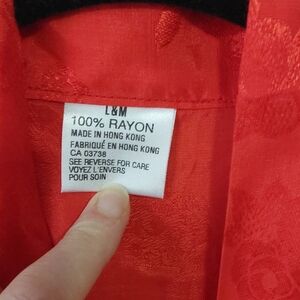 L&M
100% RAYON
MADE IN HONG KONG
FABRIQUÉ EN HONG KONG
CA 03738
SEE REVERSE FOR CARE
VOYEZ L'ENVERS
POUR SOIN